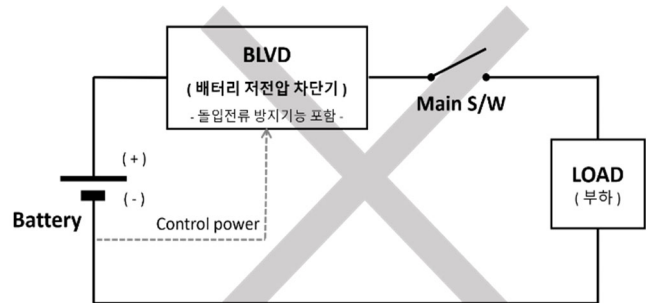 BLVD
( 배터리 저전압 차단기 )
- 돌입전류 방지기능 포함 -
Main S/W
( + )
( - )
Battery
Control power
LOAD
( 부하 )